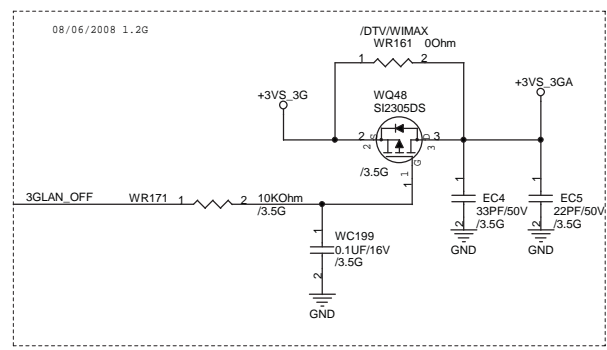 08/06/2008 1.2G
/DTV/WIMAX
WR161 0Ohm
1 2
+3VS_3G
+3VS_3GA
WQ48
SI2305DS
2 S D 3
2 3
G
/3.5G
1
1
3GLAN_OFF WR171 1 2 10KOhm
/3.5G
1
WC199
0.1UF/16V
/3.5G
2
GND
1
EC4
33PF/50V
/3.5G
2
GND
1
EC5
22PF/50V
/3.5G
2
GND